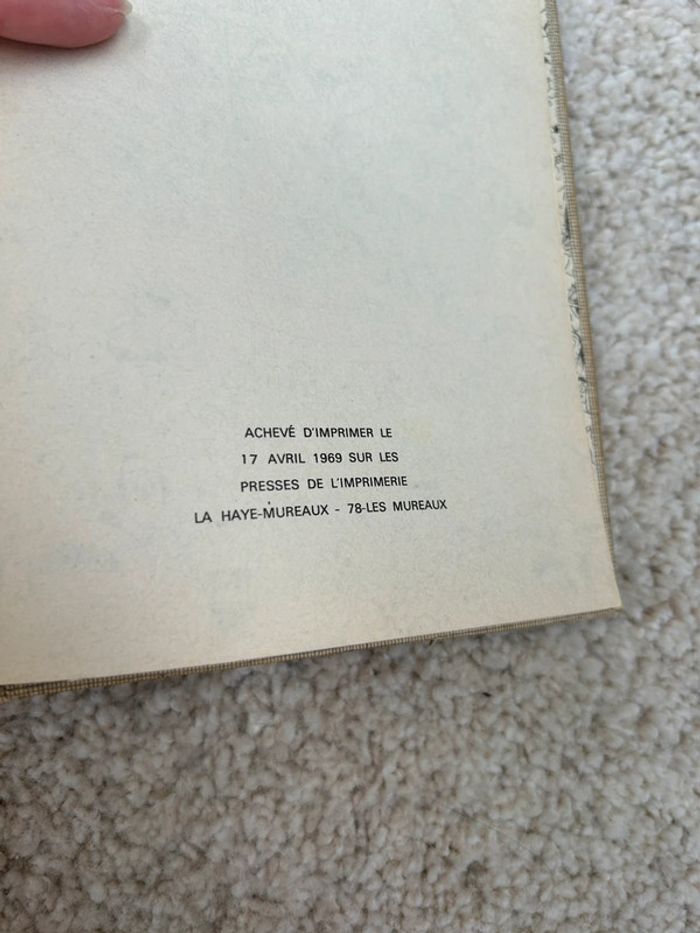 ACHEVÉ D'IMPRIMER LE
17 AVRIL 1969 SUR LES
PRESSES DE L'IMPRIMERIE
LA HAYE-MUREAUX - 78-LES MUREAUX